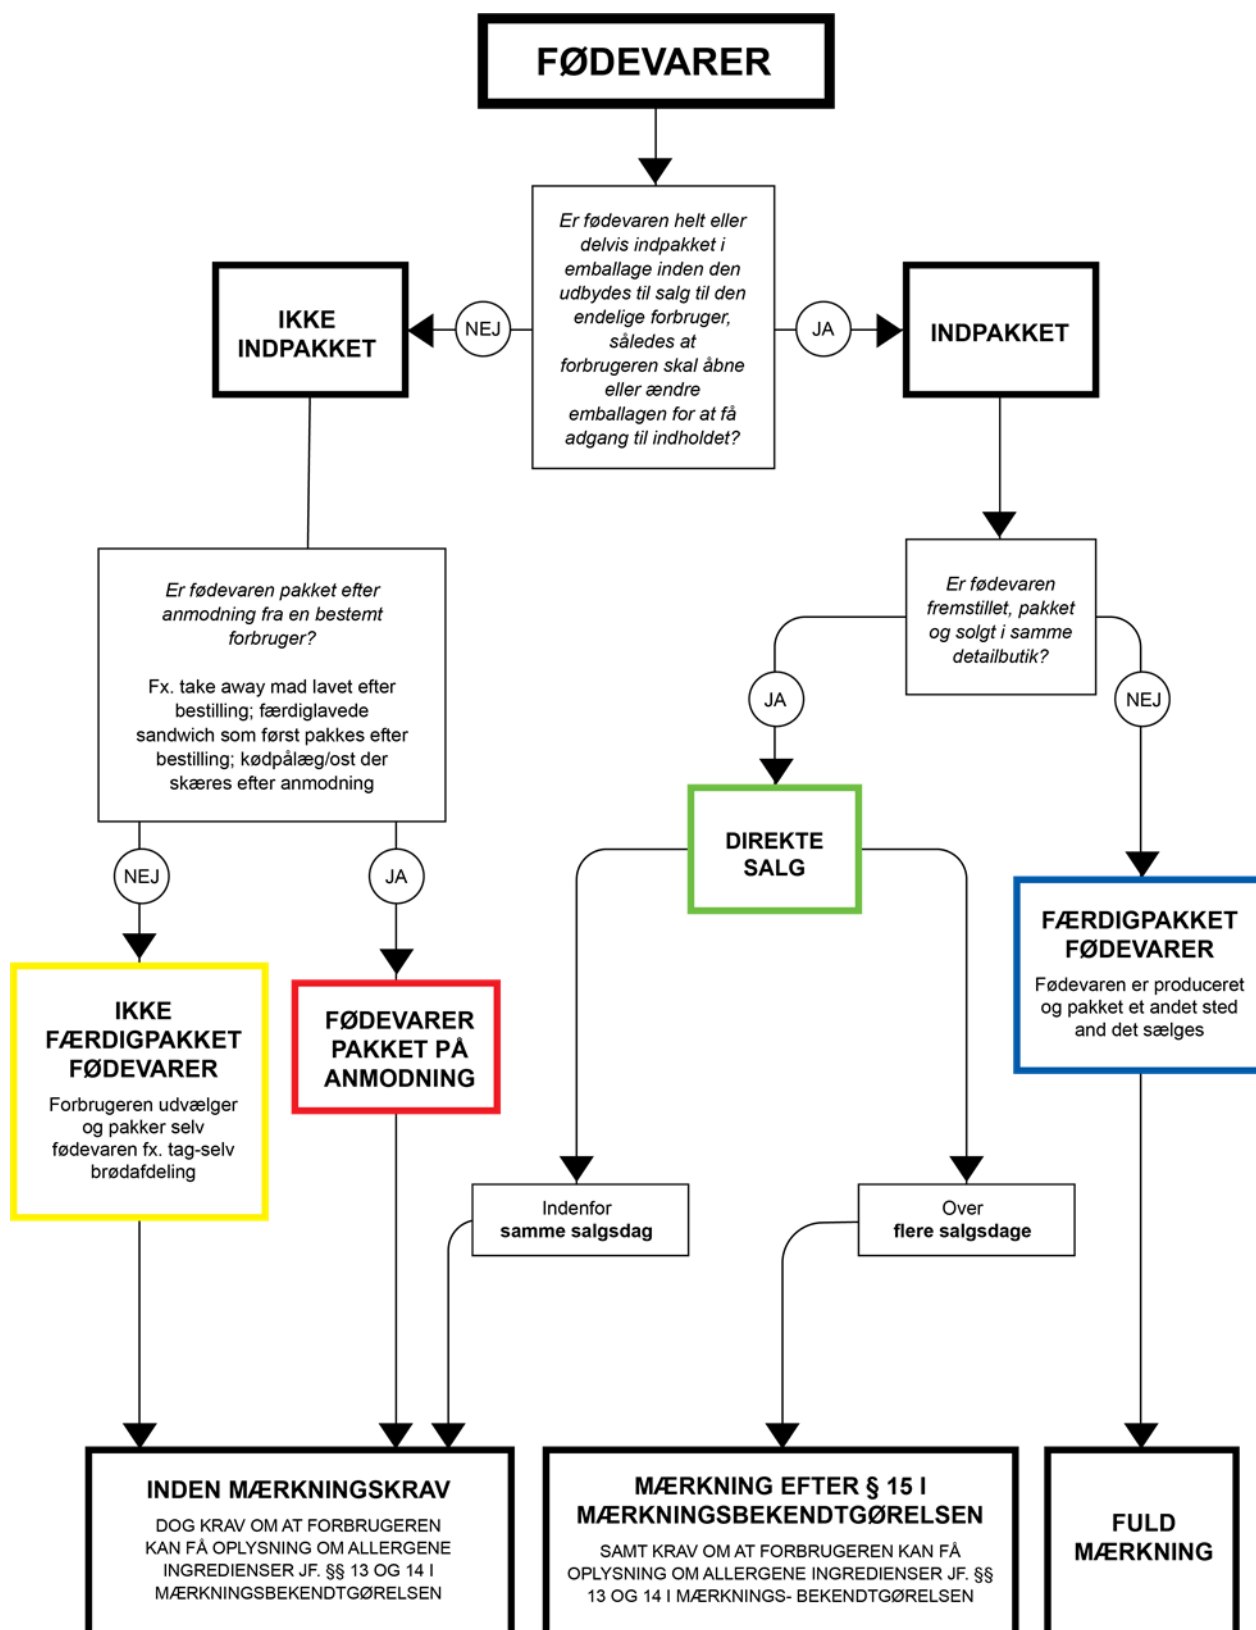 FØDEVARER
Er fødevaren helt eller
delvis indpakket i
emballage inden den
udbydes til salg til den
endelige forbruger,
således at
forbrugeren skal åbne
eller ændre
emballagen for at få
adgang til indholdet?
NEJ
JA
IKKE
INDPAKKET
INDPAKKET
Er fødevaren pakket efter
anmodning fra en bestemt
forbruger?
Fx. take away mad lavet efter
bestilling; færdiglavede
sandwich som først pakkes efter
bestilling; kødpålæg/ost der
skæres efter anmodning
Er fødevaren
fremstillet, pakket
og solgt i samme
detailbutik?
JA
NEJ
NEJ
JA
DIREKTE
SALG
FÆRDIGPAKKET
FØDEVARER
Fødevaren er produceret
og pakket et andet sted
and det sælges
IKKE
FÆRDIGPAKKET
FØDEVARER
Forbrugeren udvælger
og pakker selv
fødevaren fx. tag-selv
brødafdeling
FØDEVARER
PAKKET PÅ
ANMODNING
Indenfor
samme salgsdag
Over
flere salgsdage
INDEN MÆRKNINGSKRAV
DOG KRAV OM AT FORBRUGEREN
KAN FÅ OPLYSNING OM ALLERGENE
INGREDIENSER JF. §§ 13 OG 14 I
MÆRKNINGSBEKENDTGØRELSEN
MÆRKNING EFTER § 15 I
MÆRKNINGSBEKENDTGØRELSEN
SAMT KRAV OM AT FORBRUGEREN KAN FÅ
OPLYSNING OM ALLERGENE INGREDIENSER JF. §§
13 OG 14 I MÆRKNINGS- BEKENDTGØRELSEN
FULD
MÆRKNING